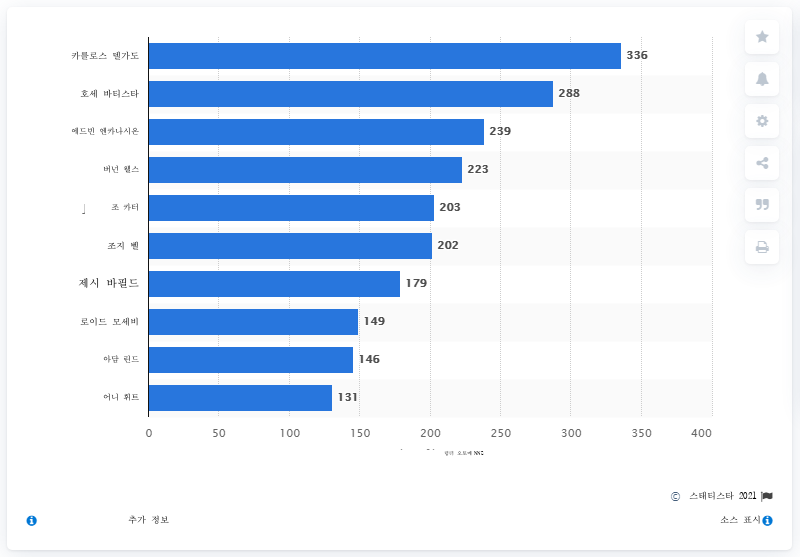 카를로스 델가도 336
호세 바티스타 288
에드윈 엔카나시온 239
버넌 웰스 223
조 카터 203
조지 벨 202
제시 바필드 179
로이드 모세비 149
아담 린드 146
어니 휘트 131
0 50 100 150 200 250 300 350 400
© 스태티스타 2021
추가 정보
소스 표시